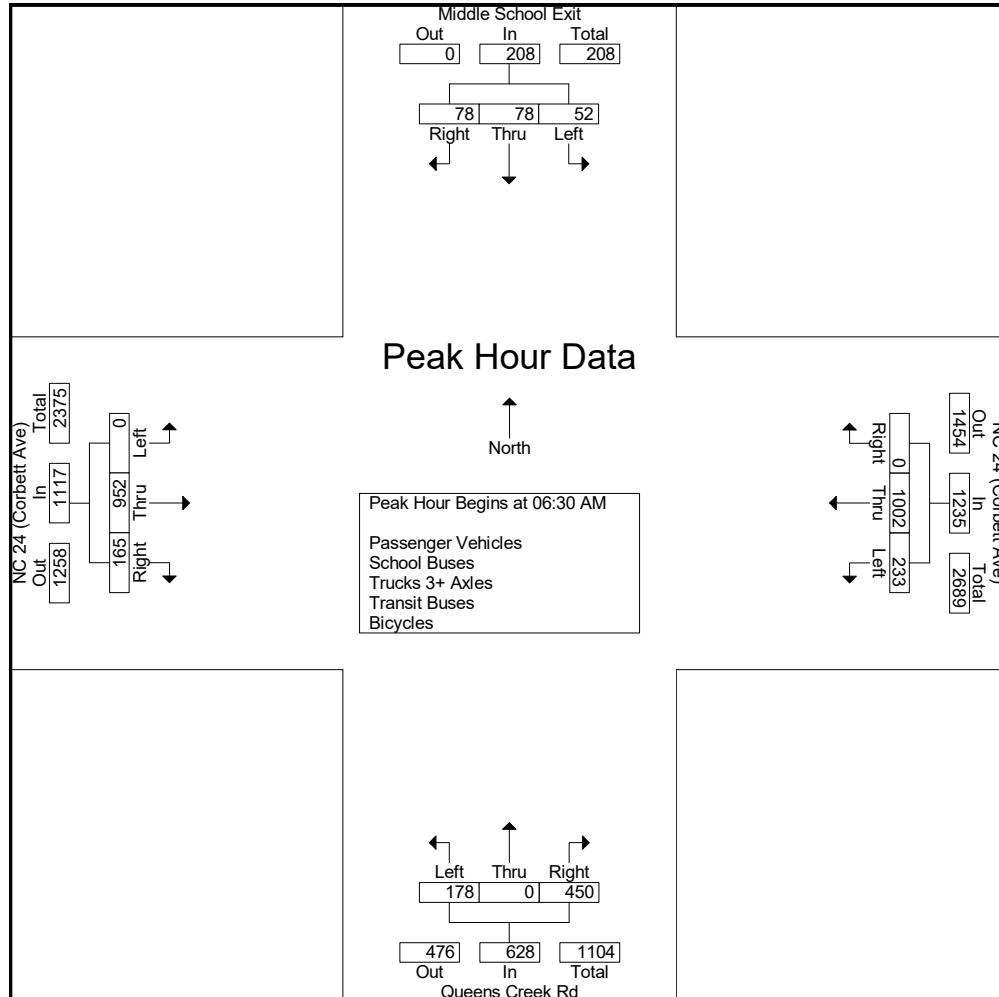 Middle School Exit
Out In Total
0 208 208
78 78 52
Right Thru Left
Peak Hour Data
North
Peak Hour Begins at 06:30 AM
Passenger Vehicles
School Buses
Trucks 3+ Axles
Transit Buses
Bicycles
NC 24 (Corbett Ave)
Out In Total
1258 1117 2375
Left Thru Right
0 952 165
NC 24 (Corbett Ave)
Out In Total
1454 1235 2689
Right Thru Left
0 1002 233
Left Thru Right
178 0 450
476 628 1104
Out In Total
Queens Creek Rd